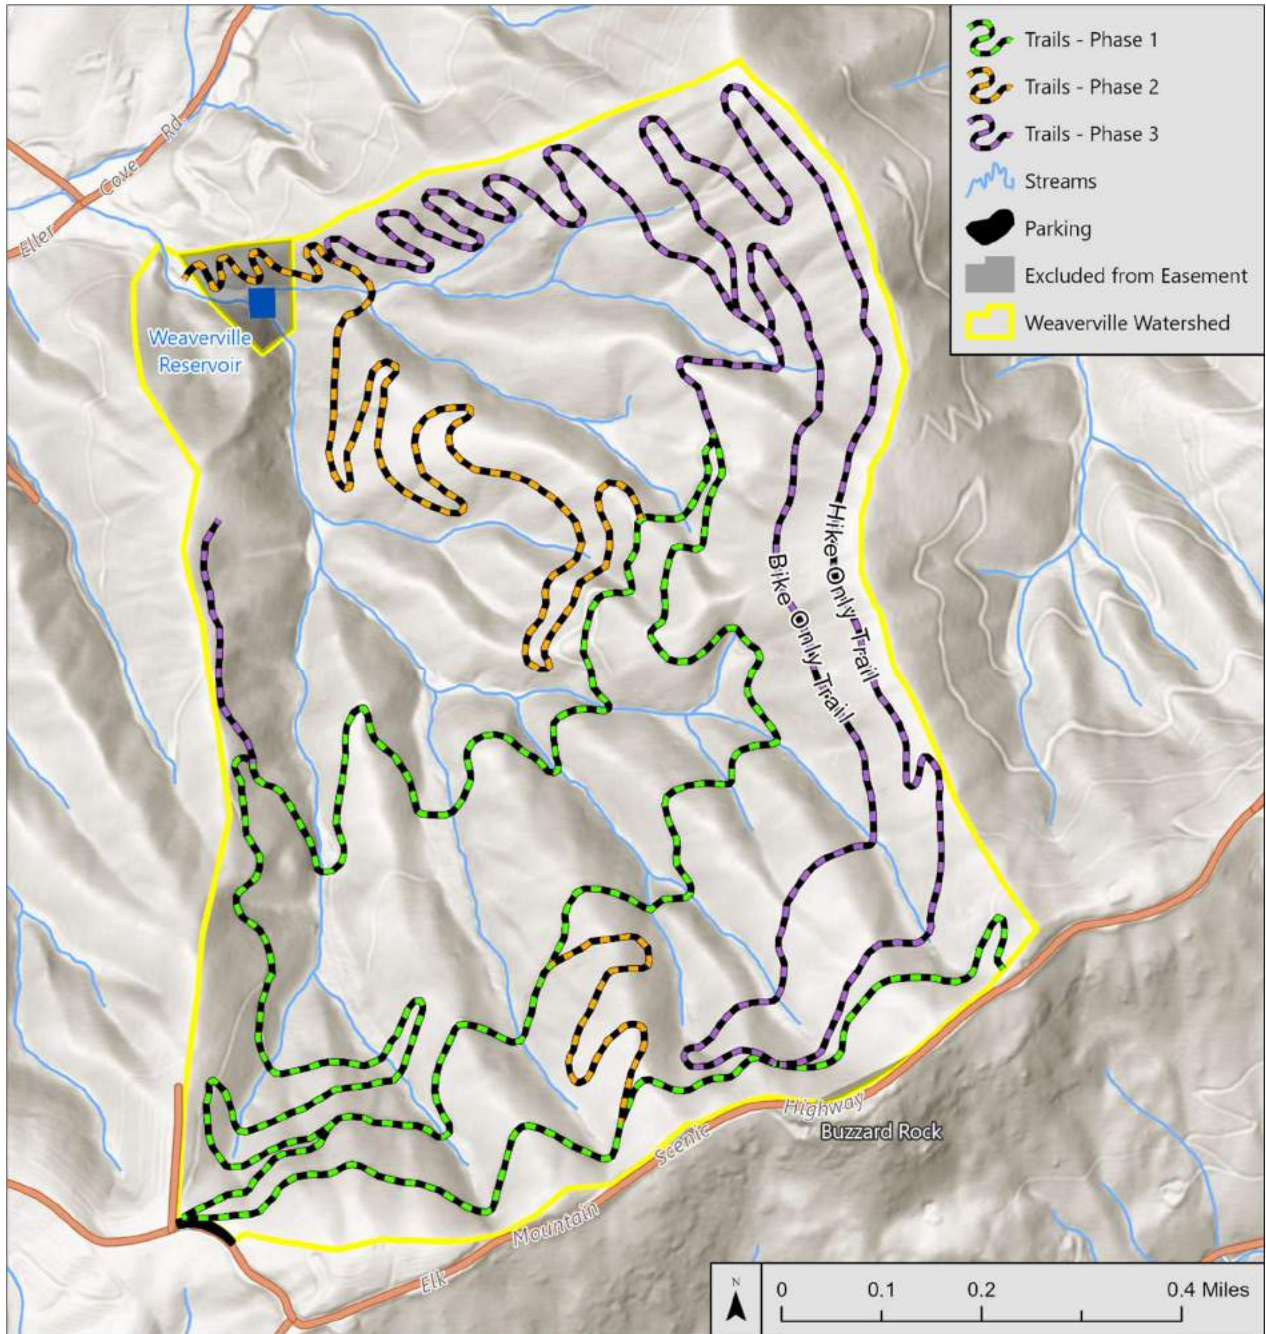 Trails - Phase 1
Trails - Phase 2
Trails - Phase 3
Streams
Parking
Excluded from Easement
Weaverville Watershed
Eller Cove Rd
Weaverville
Reservoir
Hike Only Trail
Bike Only Trail
Elk Mountain Scenic Highway
Buzzard Rock
N
0 0.1 0.2 0.4 Miles